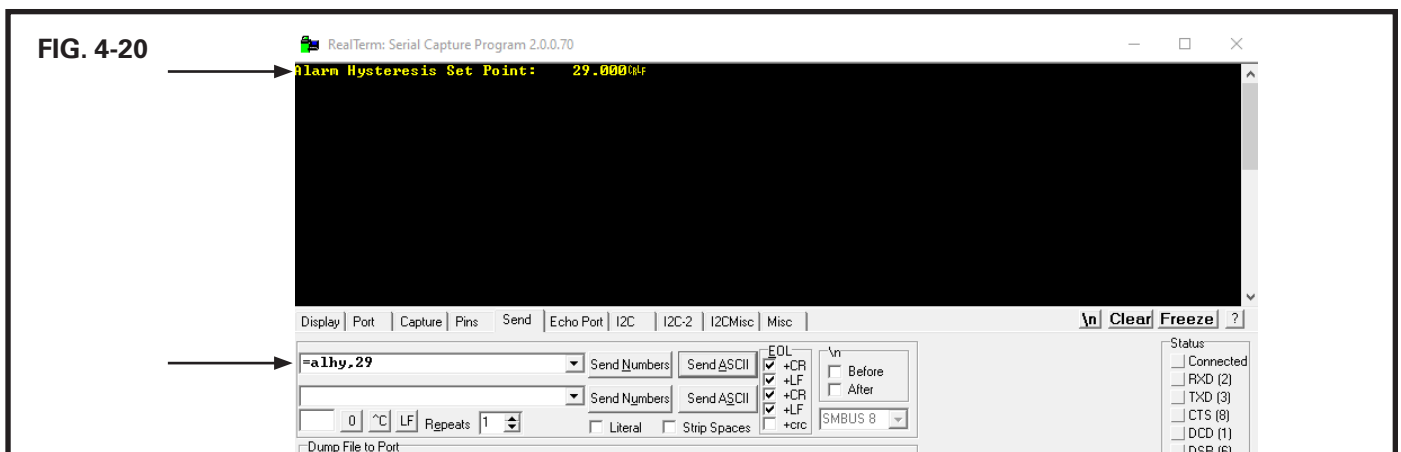 FIG. 4-20
RealTerm: Serial Capture Program 2.0.0.70
Alarm Hysteresis Set Point: 29.000CRLF
Display Port Capture Pins Send Echo Port I2C I2C-2 I2CMisc Misc \n Clear Freeze ?
EOL \n Status
=alhy,29 Send Numbers Send ASCII +CR Before Connected
+LF After RXD (2)
Send Numbers Send ASCII +CR TXD (3)
+LF SMBUS 8 CTS (8)
0 ^C LF Repeats 1 Literal Strip Spaces +crc DCD (1)
Dump File to Port DSR (6)